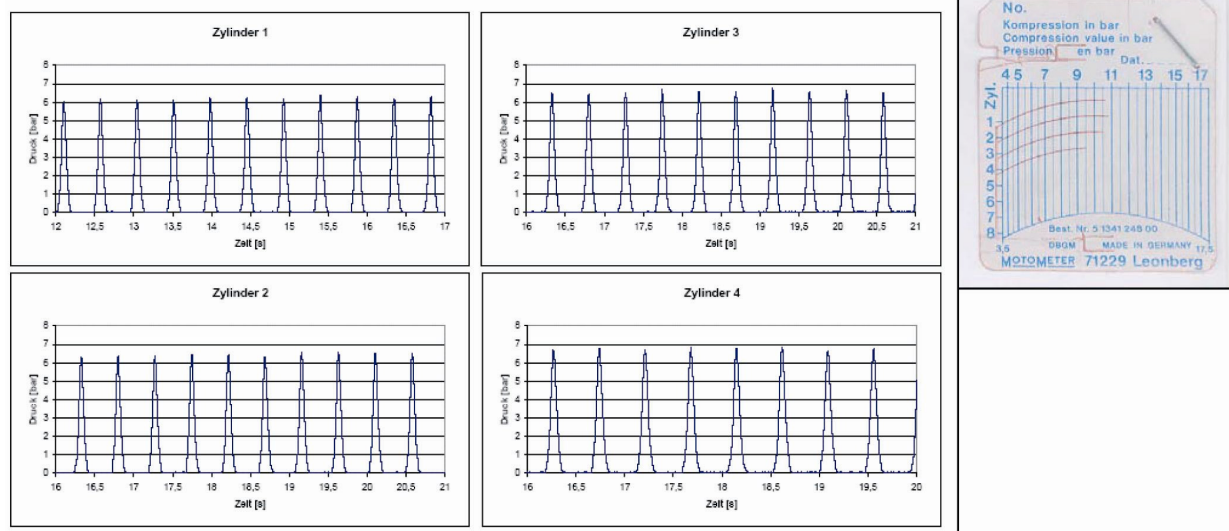 Zylinder 1
8
7
6
5
4
3
2
1
0
Druck [bar]
12 12,5 13 13,5 14 14,5 15 15,5 16 16,5 17
Zeit [s]
Zylinder 3
8
7
6
5
4
3
2
1
0
Druck [bar]
16 16,5 17 17,5 18 18,5 19 19,5 20 20,5 21
Zeit [s]
Zylinder 2
8
7
6
5
4
3
2
1
0
Druck [bar]
16 16,5 17 17,5 18 18,5 19 19,5 20 20,5 21
Zeit [s]
Zylinder 4
8
7
6
5
4
3
2
1
0
Druck [bar]
16 16,5 17 17,5 18 18,5 19 19,5 20
Zeit [s]
No.
Kompression in bar
Compression value in bar
Pression en bar
Dat.
4 5 7 9 11 13 15 17
Zyl.
1
2
3
4
5
6
7
8
Best. Nr. 5 1341 248 00
3,5 DBGM MADE IN GERMANY 17,5
MOTOMETER 71229 Leonberg